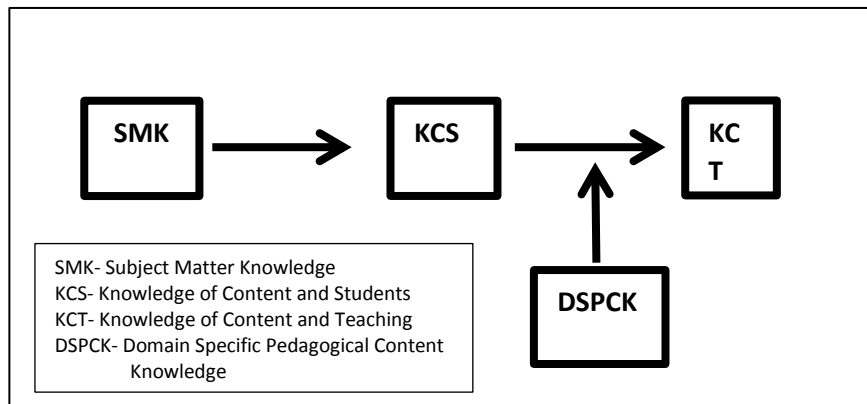 SMK
KCS
KC
T
DSPCK
SMK- Subject Matter Knowledge
KCS- Knowledge of Content and Students
KCT- Knowledge of Content and Teaching
DSPCK- Domain Specific Pedagogical Content
Knowledge